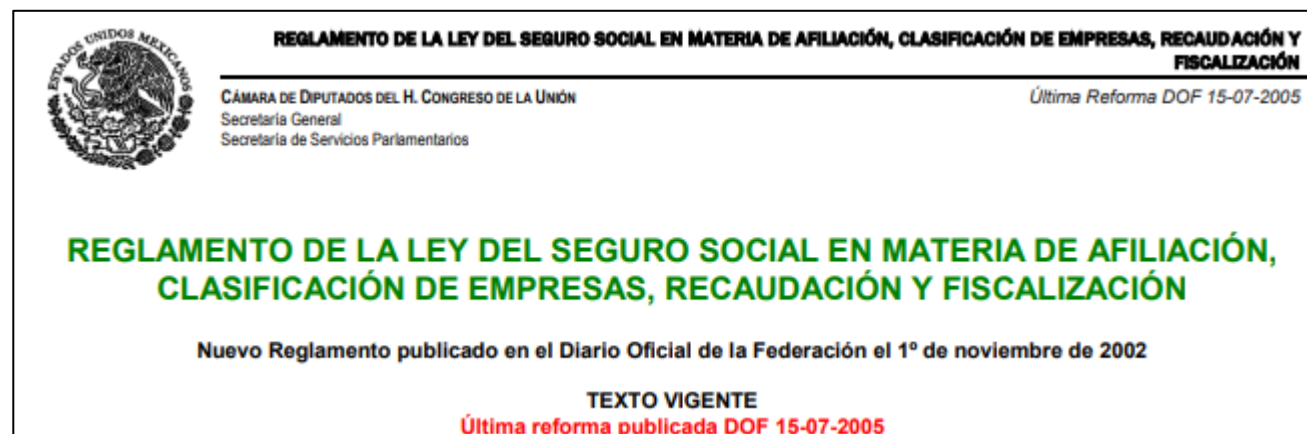 ESTADOS UNIDOS MEXICANOS
REGLAMENTO DE LA LEY DEL SEGURO SOCIAL EN MATERIA DE AFILIACIÓN, CLASIFICACIÓN DE EMPRESAS, RECAUDACIÓN Y
FISCALIZACIÓN
CÁMARA DE DIPUTADOS DEL H. CONGRESO DE LA UNIÓN
Última Reforma DOF 15-07-2005
Secretaría General
Secretaría de Servicios Parlamentarios
REGLAMENTO DE LA LEY DEL SEGURO SOCIAL EN MATERIA DE AFILIACIÓN,
CLASIFICACIÓN DE EMPRESAS, RECAUDACIÓN Y FISCALIZACIÓN
Nuevo Reglamento publicado en el Diario Oficial de la Federación el 1º de noviembre de 2002
TEXTO VIGENTE
Última reforma publicada DOF 15-07-2005